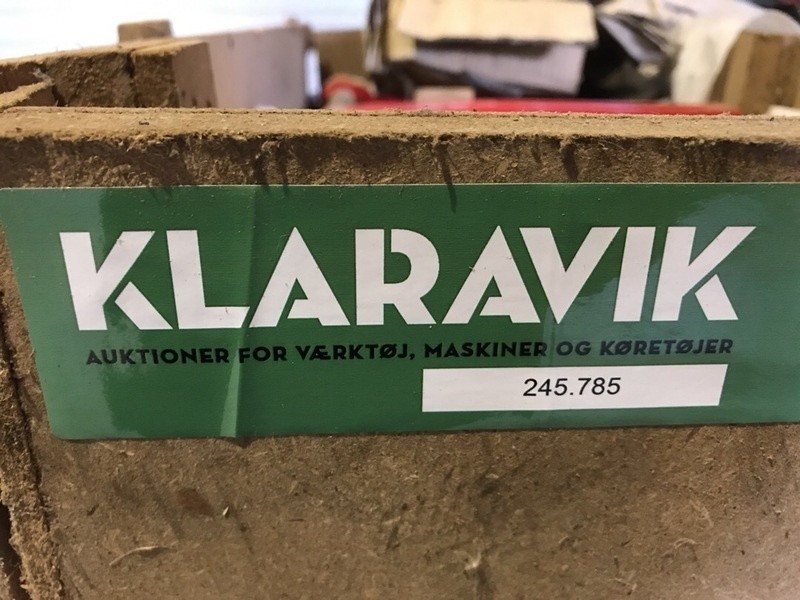 KLARAVIK
AUKTIONER FOR VÆRKTØJ, MASKINER OG KØRETØJER
245.785